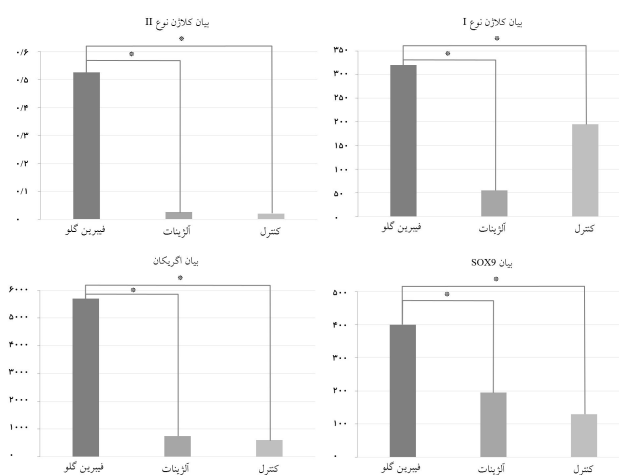 بیان کلاژن نوع II
۰/۶
۰/۵
۰/۴
۰/۳
۰/۲
۰/۱
۰
فیبرین گلو
آلژینات
کنترل
بیان کلاژن نوع I
۳۵۰
۳۰۰
۲۵۰
۲۰۰
۱۵۰
۱۰۰
۵۰
۰
فیبرین گلو
آلژینات
کنترل
بیان اگریکان
۶۰۰۰
۵۰۰۰
۴۰۰۰
۳۰۰۰
۲۰۰۰
۱۰۰۰
۰
فیبرین گلو
آلژینات
کنترل
بیان SOX9
۵۰۰
۴۰۰
۳۰۰
۲۰۰
۱۰۰
۰
فیبرین گلو
آلژینات
کنترل